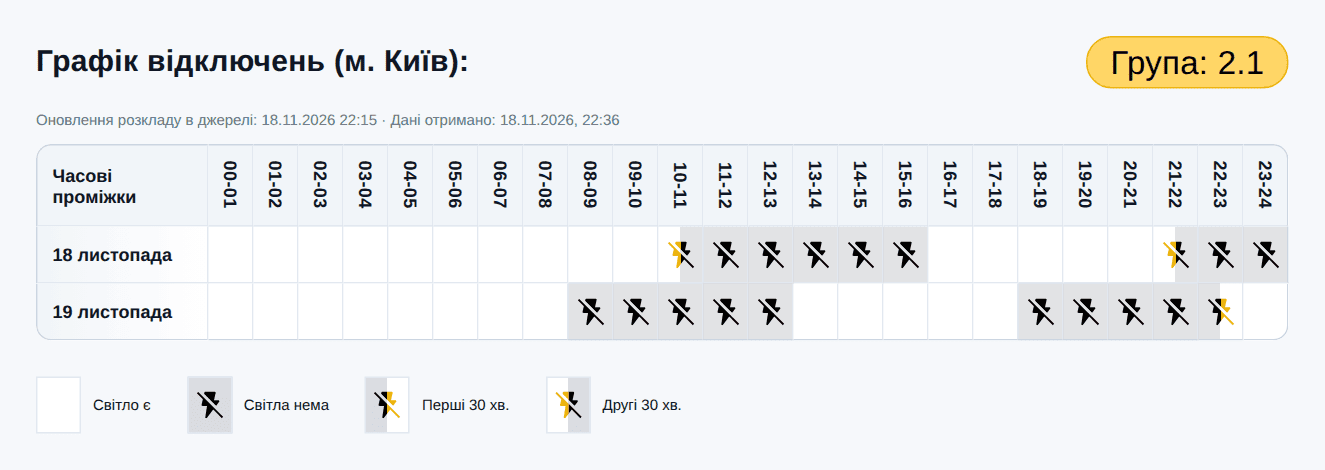 Графік відключень (м. Київ):
Група: 2.1
Оновлення розкладу в джерелі: 18.11.2026 22:15 · Дані отримано: 18.11.2026, 22:36
Часові
проміжки
00-01
01-02
02-03
03-04
04-05
05-06
06-07
07-08
08-09
09-10
10-11
11-12
12-13
13-14
14-15
15-16
16-17
17-18
18-19
19-20
20-21
21-22
22-23
23-24
18 листопада
19 листопада
Світло є
Світла нема
Перші 30 хв.
Другі 30 хв.